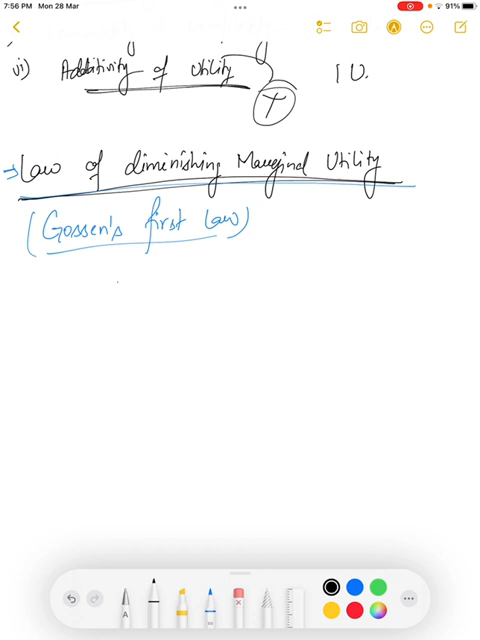 7:56 PM Mon 28 Mar 91%
vi) Additivity of Utility TU.
T
→ Law of diminishing Marginal Utility
(Gossen's first Law)
A